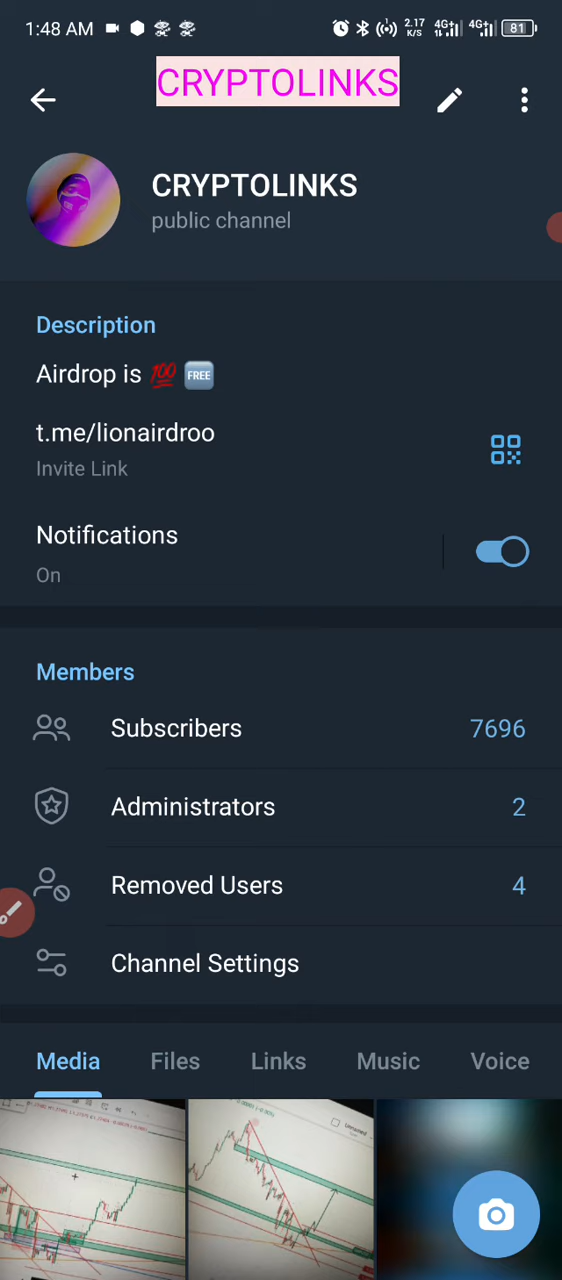 1:48 AM
2.17
K/S
4G+
4G+
81
CRYPTOLINKS
CRYPTOLINKS
public channel
Description
Airdrop is 💯 🆓
t.me/lionairdroo
Invite Link
Notifications
On
Members
Subscribers 7696
Administrators 2
Removed Users 4
Channel Settings
Media Files Links Music Voice